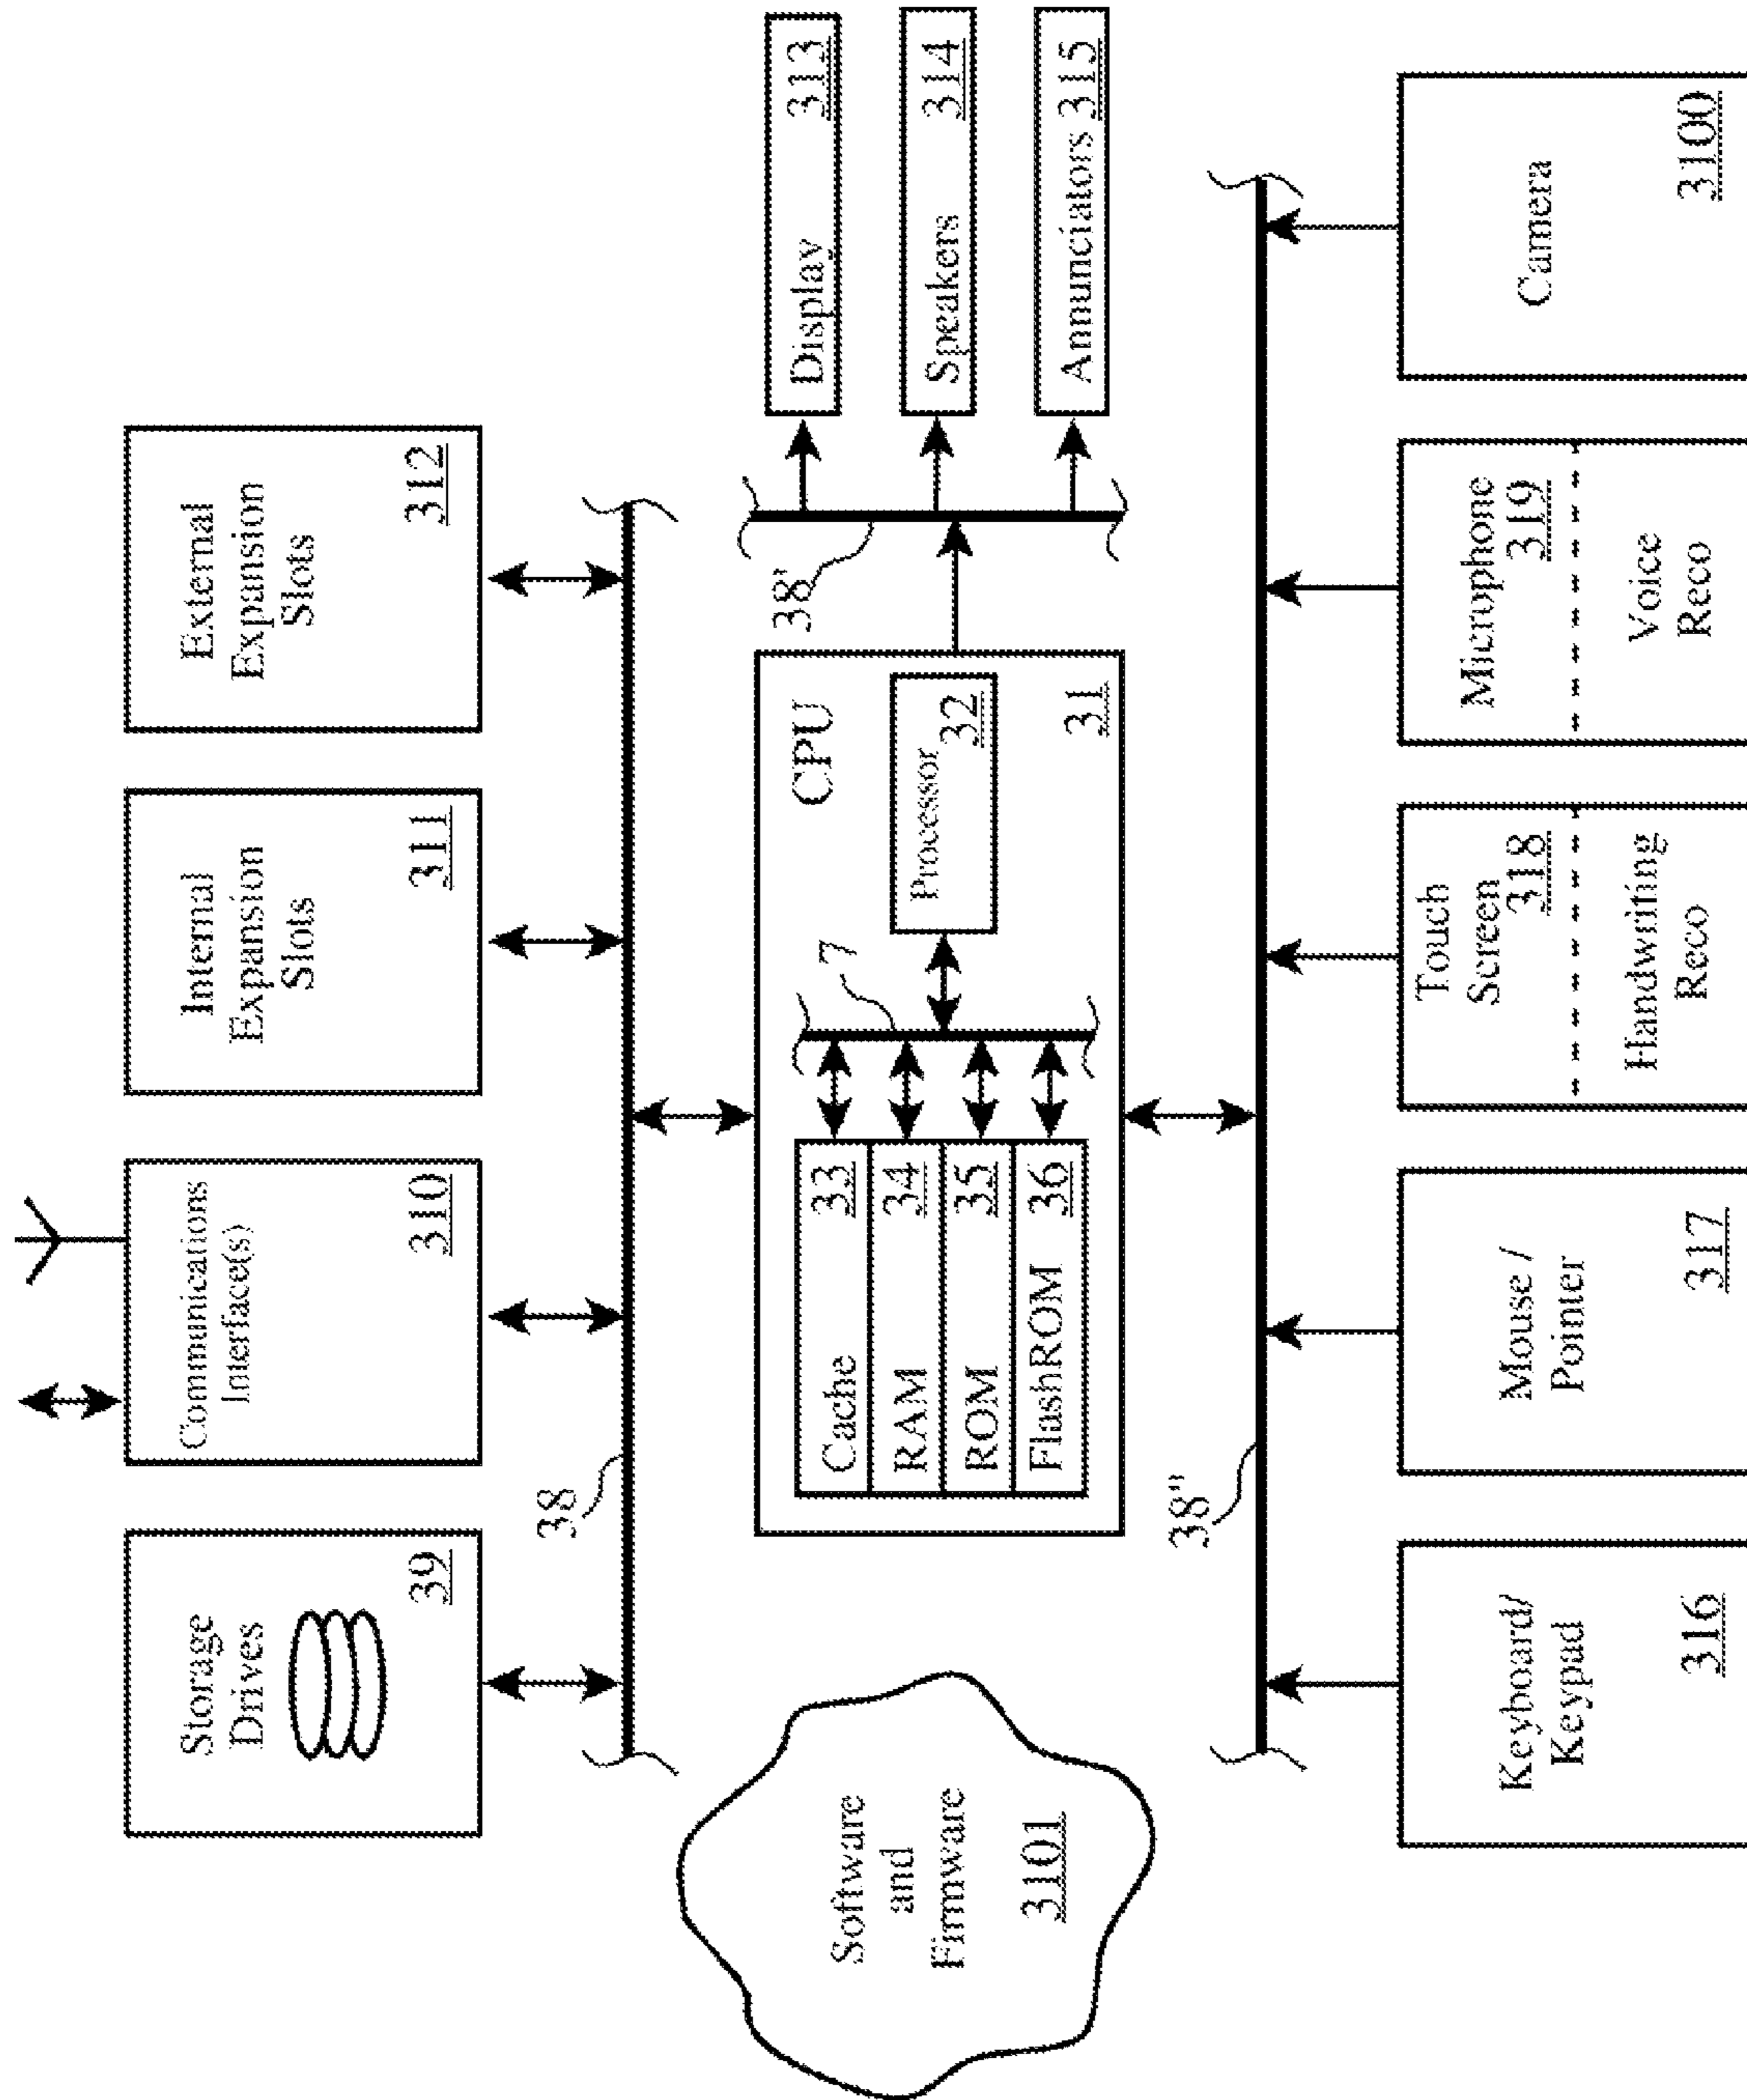 Storage
Drives
39
Communications
Interface(s)
310
Internal
Expansion
Slots
311
External
Expansion
Slots
312
38
Software
and
Firmware
3101
CPU
Cache 33
RAM 34
ROM 35
FlashROM 36
7
Processor
32
31
38'
Display 313
Speakers 314
Annunciators 315
38"
Keyboard/
Keypad
316
Mouse /
Pointer
317
Touch
Screen
318
Handwriting
Reco
Microphone
319
Voice
Reco
Camera
3100